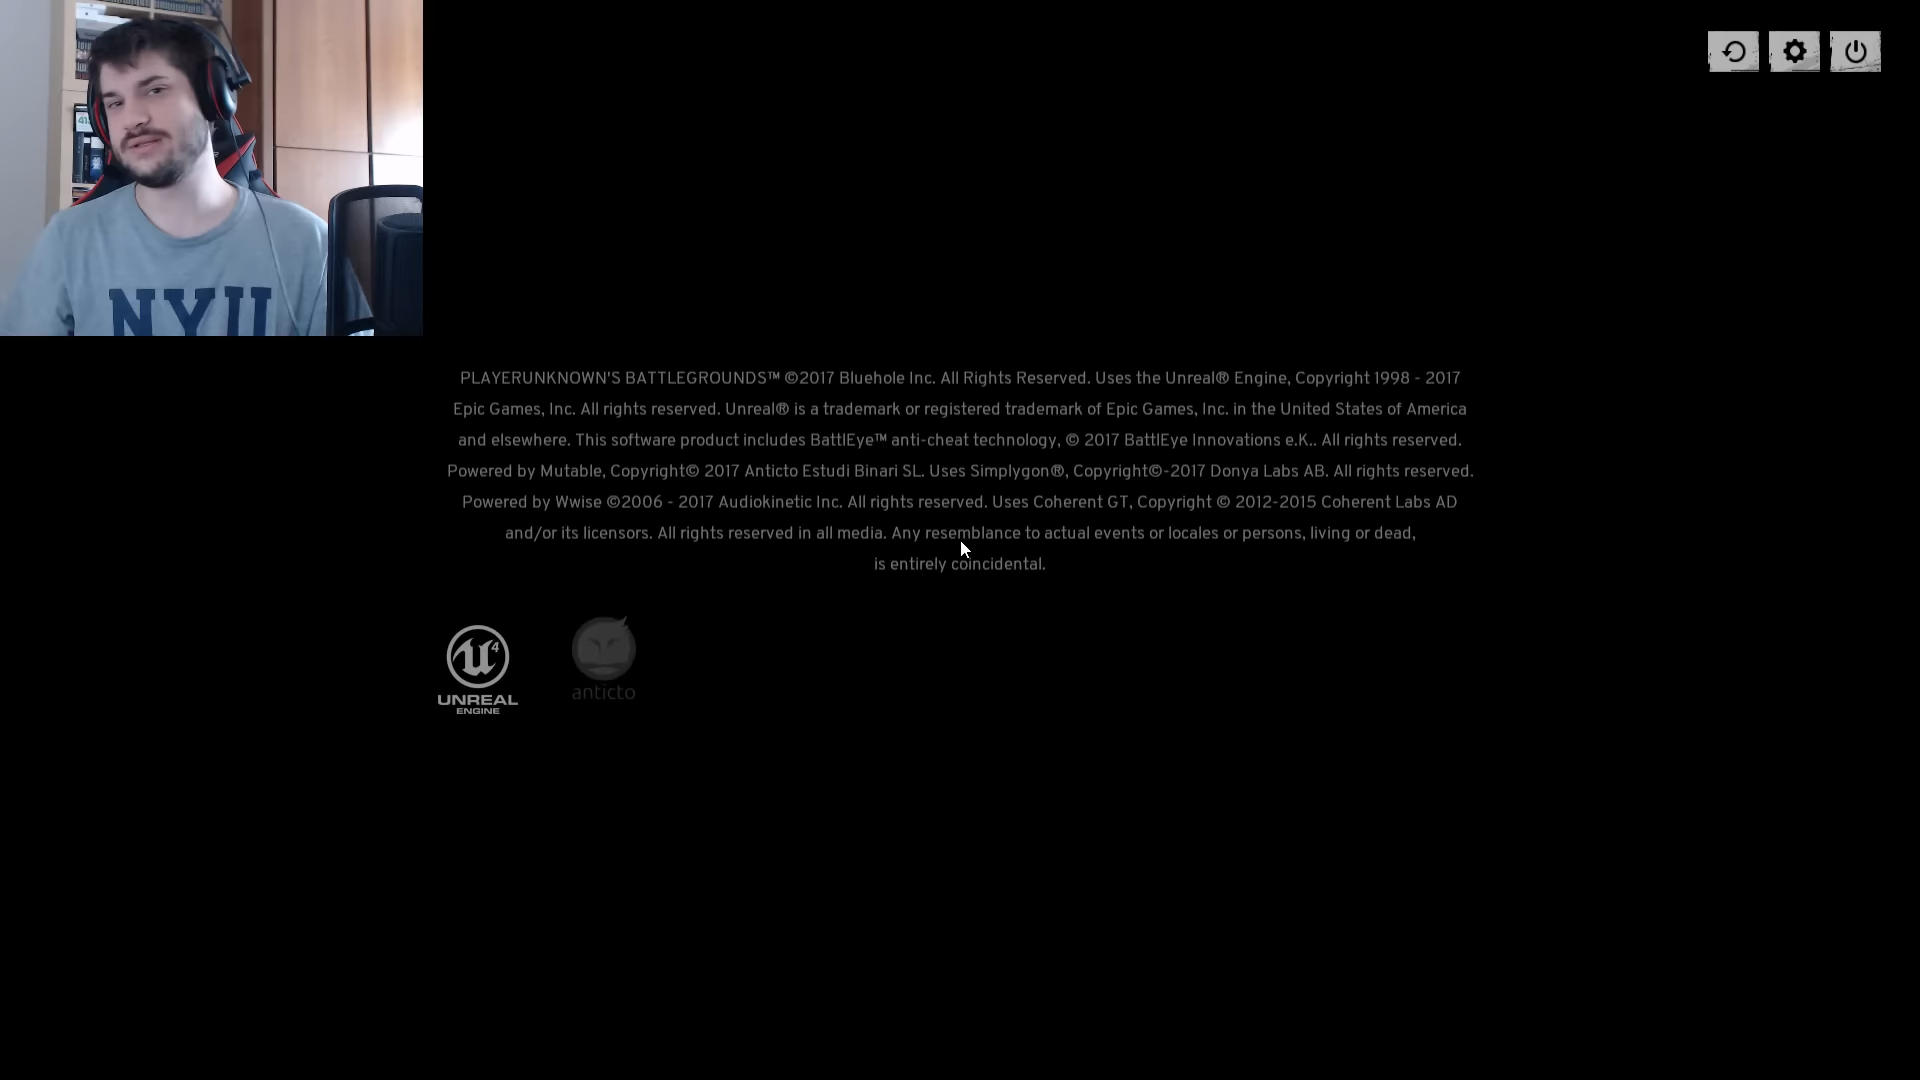 NYU
PLAYERUNKNOWN'S BATTLEGROUNDS™ ©2017 Bluehole Inc. All Rights Reserved. Uses the Unreal® Engine, Copyright 1998 - 2017
Epic Games, Inc. All rights reserved. Unreal® is a trademark or registered trademark of Epic Games, Inc. in the United States of America
and elsewhere. This software product includes BattlEye™ anti-cheat technology, © 2017 BattlEye Innovations e.K.. All rights reserved.
Powered by Mutable, Copyright© 2017 Anticto Estudi Binari SL. Uses Simplygon®, Copyright©-2017 Donya Labs AB. All rights reserved.
Powered by Wwise ©2006 - 2017 Audiokinetic Inc. All rights reserved. Uses Coherent GT, Copyright © 2012-2015 Coherent Labs AD
and/or its licensors. All rights reserved in all media. Any resemblance to actual events or locales or persons, living or dead,
is entirely coincidental.
U4
UNREAL
ENGINE
anticto